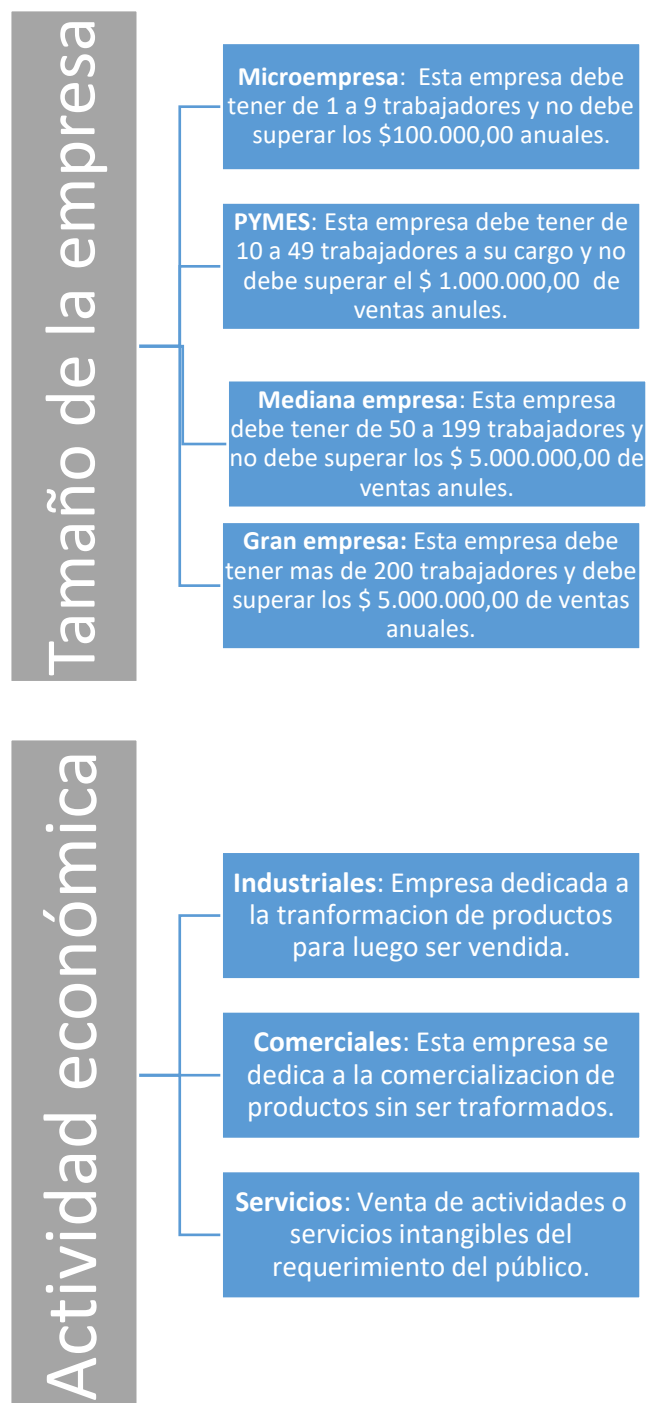 Tamaño de la empresa
Microempresa: Esta empresa debe
tener de 1 a 9 trabajadores y no debe
superar los $100.000,00 anuales.
PYMES: Esta empresa debe tener de
10 a 49 trabajadores a su cargo y no
debe superar el $ 1.000.000,00 de
ventas anules.
Mediana empresa: Esta empresa
debe tener de 50 a 199 trabajadores y
no debe superar los $ 5.000.000,00 de
ventas anules.
Gran empresa: Esta empresa debe
tener mas de 200 trabajadores y debe
superar los $ 5.000.000,00 de ventas
anuales.
Actividad económica
Industriales: Empresa dedicada a
la tranformacion de productos
para luego ser vendida.
Comerciales: Esta empresa se
dedica a la comercializacion de
productos sin ser traformados.
Servicios: Venta de actividades o
servicios intangibles del
requerimiento del público.